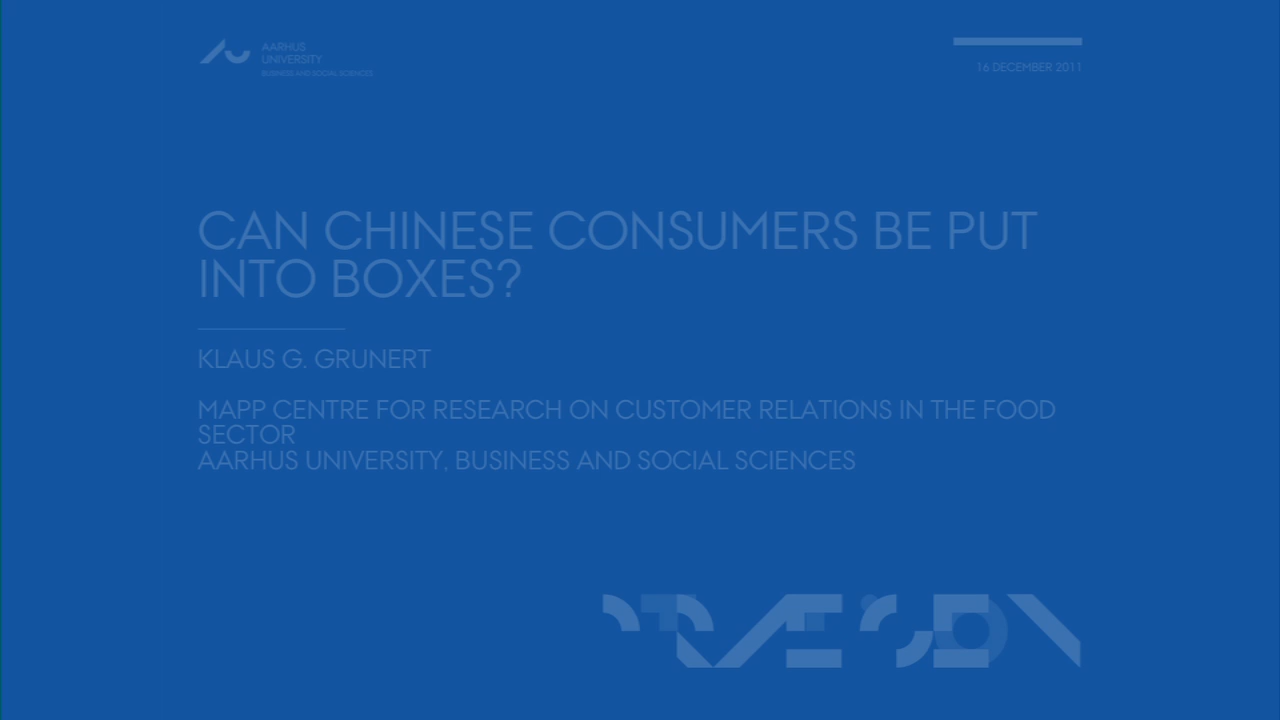 AARHUS
UNIVERSITY
BUSINESS AND SOCIAL SCIENCES
16 DECEMBER 2011
CAN CHINESE CONSUMERS BE PUT
INTO BOXES?
KLAUS G. GRUNERT
MAPP CENTRE FOR RESEARCH ON CUSTOMER RELATIONS IN THE FOOD
SECTOR
AARHUS UNIVERSITY, BUSINESS AND SOCIAL SCIENCES